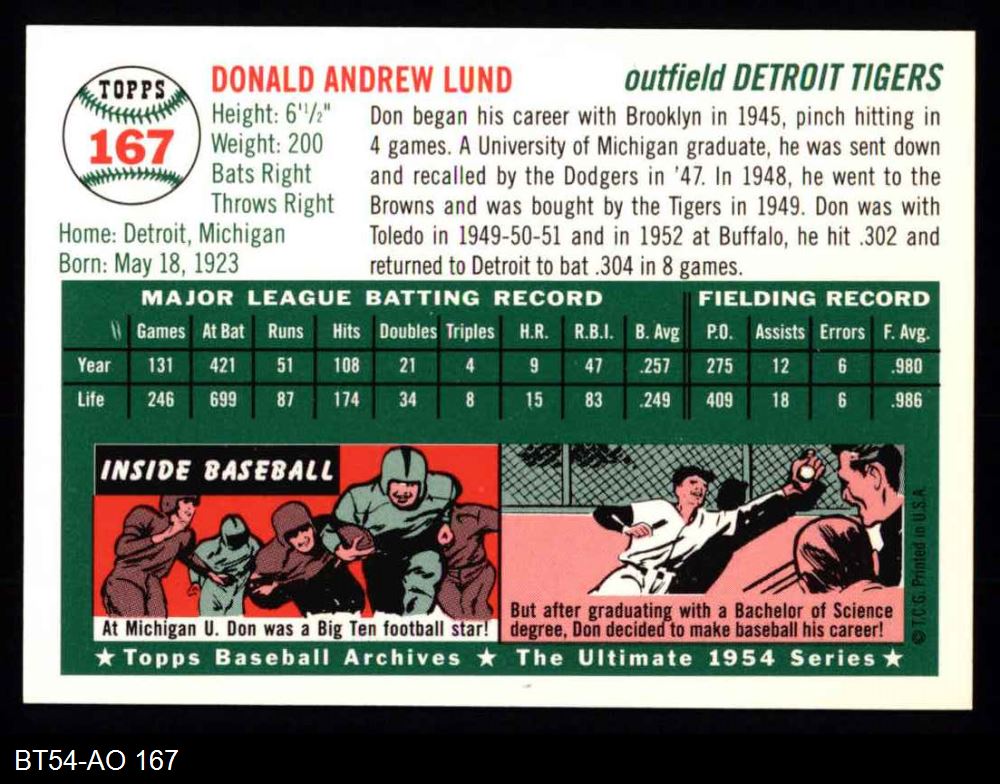 TOPPS
167
DONALD ANDREW LUND
outfield DETROIT TIGERS
Height: 6'1/2"
Weight: 200
Bats Right
Throws Right
Home: Detroit, Michigan
Born: May 18, 1923
Don began his career with Brooklyn in 1945, pinch hitting in
4 games. A University of Michigan graduate, he was sent down
and recalled by the Dodgers in '47. In 1948, he went to the
Browns and was bought by the Tigers in 1949. Don was with
Toledo in 1949-50-51 and in 1952 at Buffalo, he hit .302 and
returned to Detroit to bat .304 in 8 games.
MAJOR LEAGUE BATTING RECORD FIELDING RECORD
Games At Bat Runs Hits Doubles Triples H.R. R.B.I. B. Avg P.O. Assists Errors F. Avg.
Year 131 421 51 108 21 4 9 47 .257 275 12 6 .980
Life 246 699 87 174 34 8 15 83 .249 409 18 6 .986
INSIDE BASEBALL
At Michigan U. Don was a Big Ten football star!
But after graduating with a Bachelor of Science
degree, Don decided to make baseball his career!
© T.C.G. Printed in U.S.A.
★ Topps Baseball Archives ★ The Ultimate 1954 Series ★
BT54-AO 167